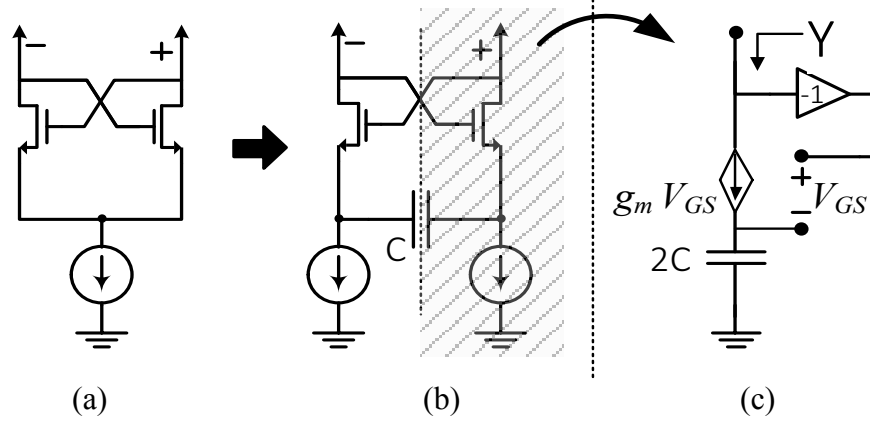 − +
− +
C
Y
-1
g_m V_GS
+
−
V_GS
2C
(a) (b) (c)